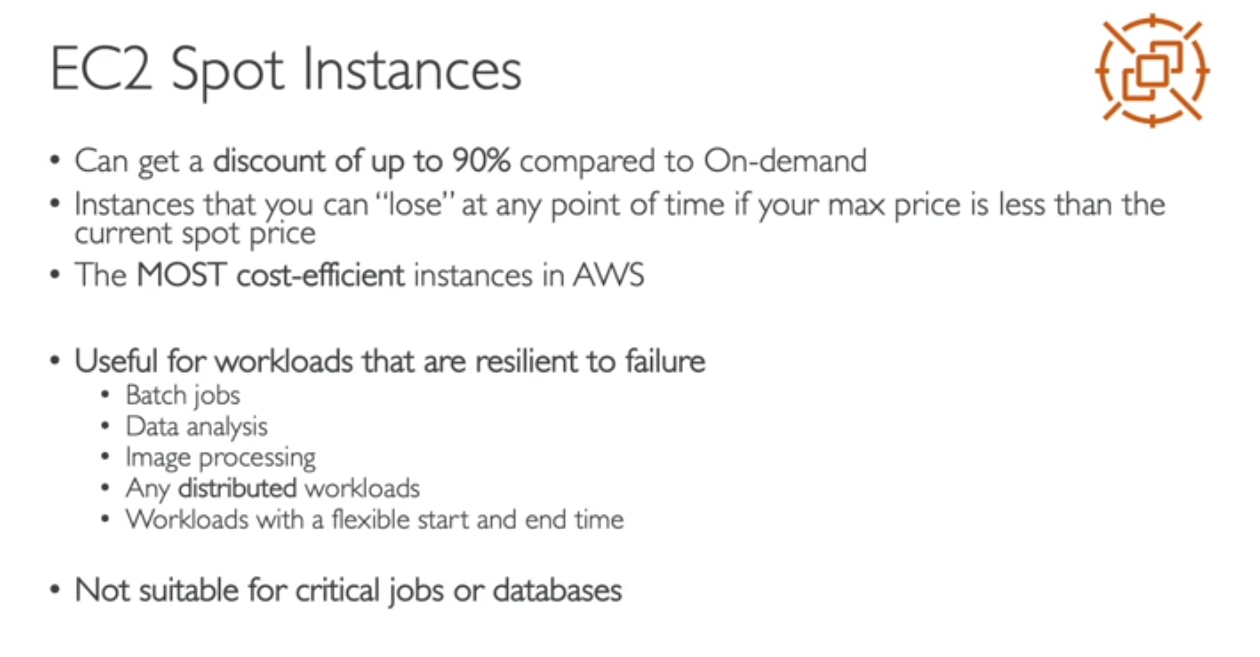 EC2 Spot Instances
• Can get a discount of up to 90% compared to On-demand
• Instances that you can “lose” at any point of time if your max price is less than the
current spot price
• The MOST cost-efficient instances in AWS
• Useful for workloads that are resilient to failure
• Batch jobs
• Data analysis
• Image processing
• Any distributed workloads
• Workloads with a flexible start and end time
• Not suitable for critical jobs or databases